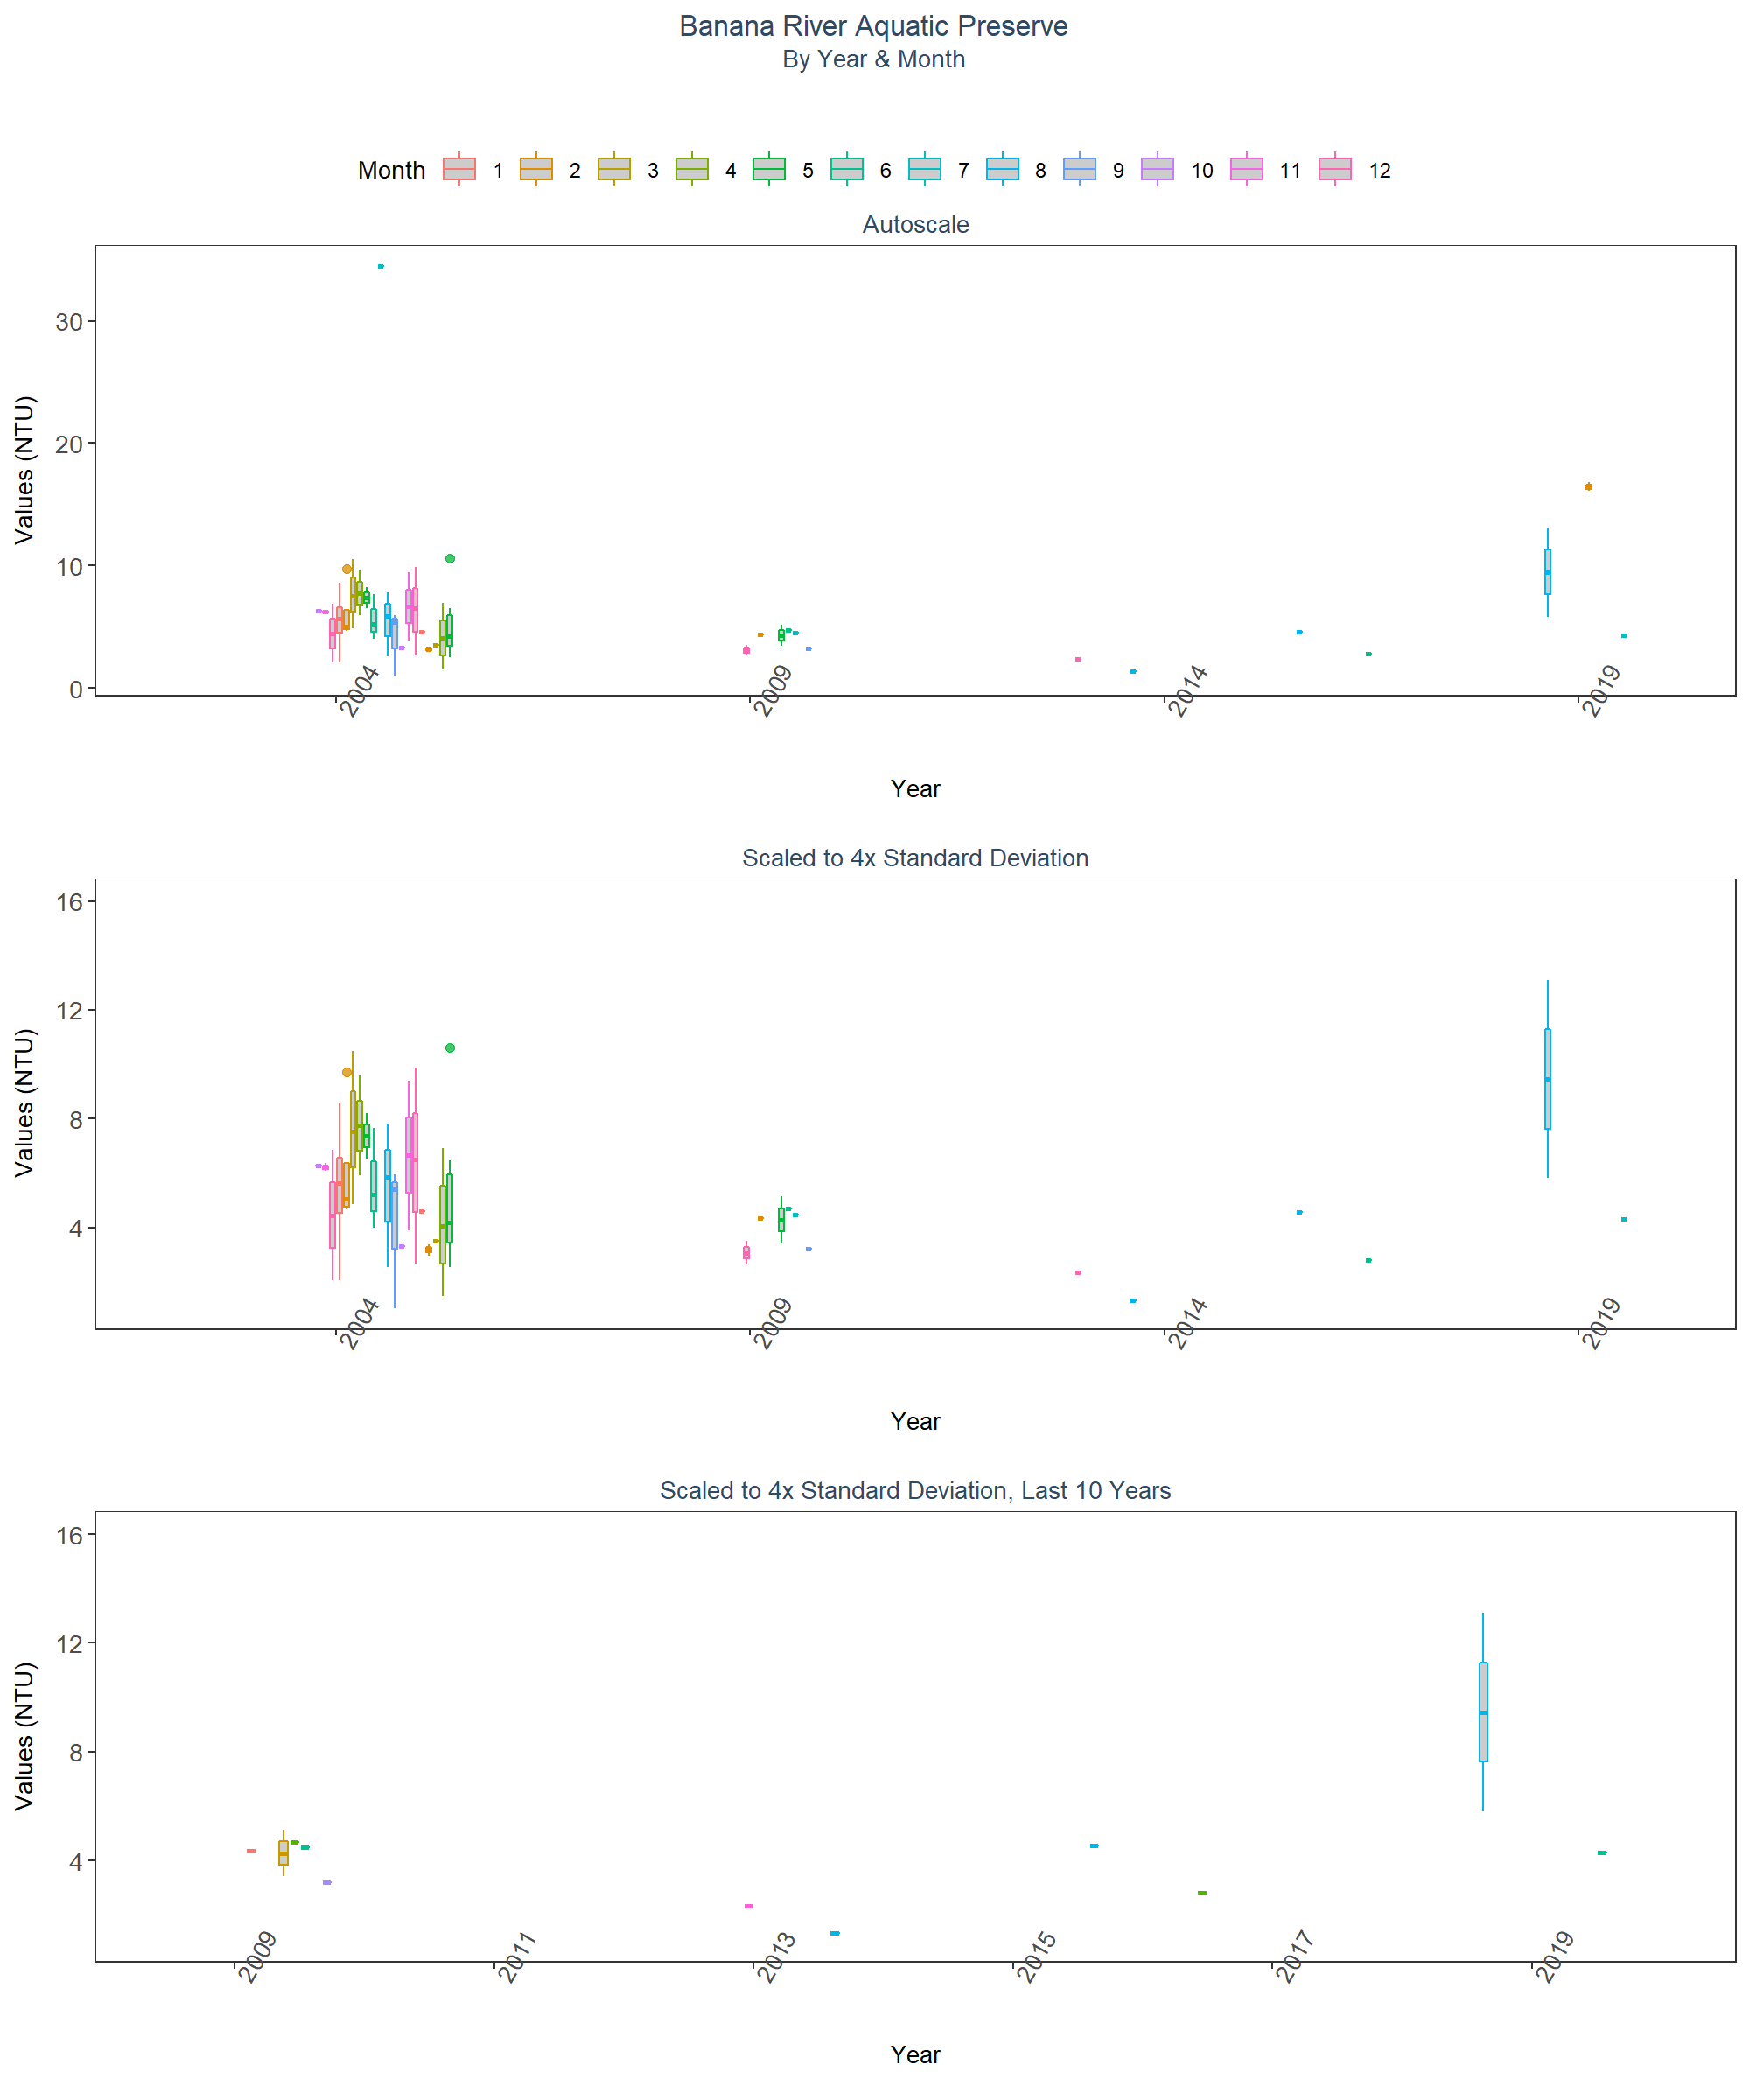 Banana River Aquatic Preserve
By Year & Month
Month 1 2 3 4 5 6 7 8 9 10 11 12
Autoscale
Values (NTU)
30
20
10
0
2004 2009 2014 2019
Year
Scaled to 4x Standard Deviation
Values (NTU)
16
12
8
4
2004 2009 2014 2019
Year
Scaled to 4x Standard Deviation, Last 10 Years
Values (NTU)
16
12
8
4
2009 2011 2013 2015 2017 2019
Year